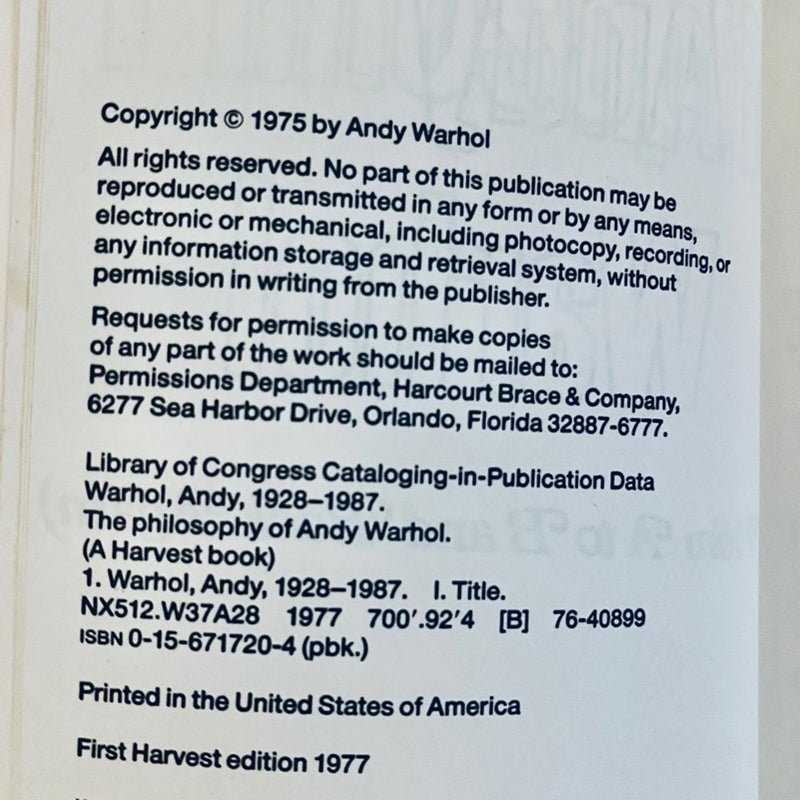 Copyright © 1975 by Andy Warhol
All rights reserved. No part of this publication may be
reproduced or transmitted in any form or by any means,
electronic or mechanical, including photocopy, recording, or
any information storage and retrieval system, without
permission in writing from the publisher.
Requests for permission to make copies
of any part of the work should be mailed to:
Permissions Department, Harcourt Brace & Company,
6277 Sea Harbor Drive, Orlando, Florida 32887-6777.
Library of Congress Cataloging-in-Publication Data
Warhol, Andy, 1928–1987.
The philosophy of Andy Warhol.
(A Harvest book)
1. Warhol, Andy, 1928–1987. I. Title.
NX512.W37A28 1977 700′.92′4 [B] 76-40899
ISBN 0-15-671720-4 (pbk.)
Printed in the United States of America
First Harvest edition 1977